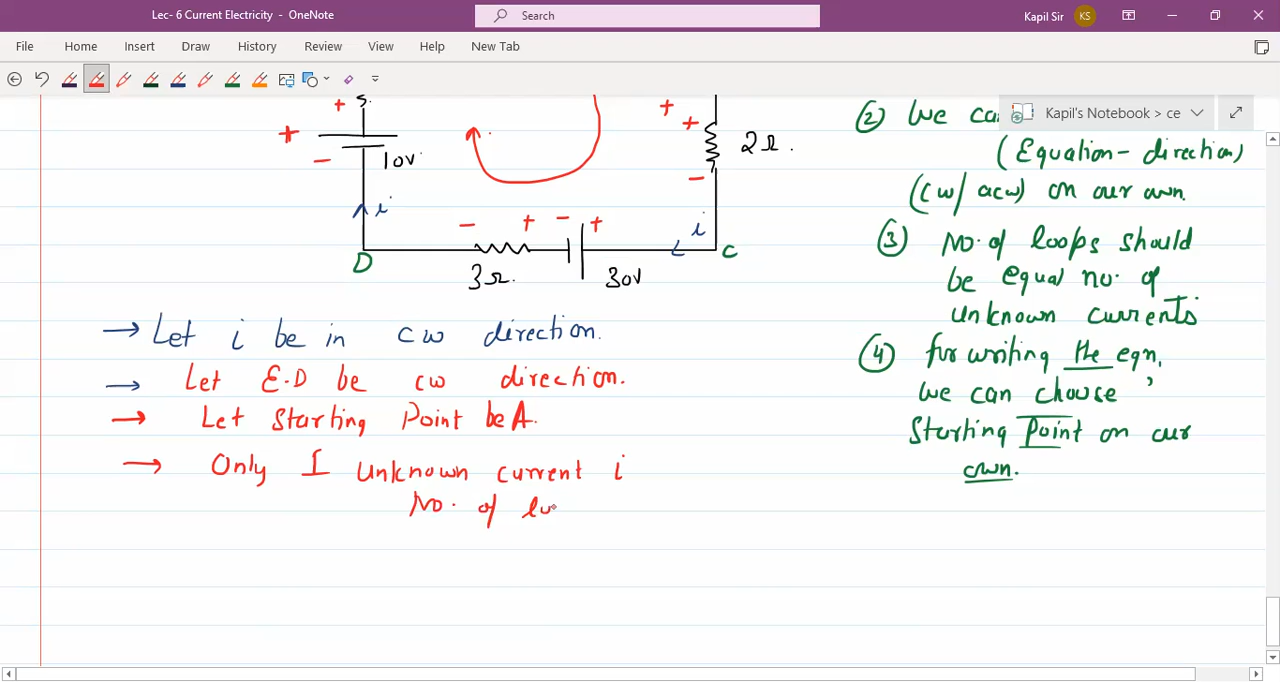 Lec- 6 Current Electricity - OneNote
Search
Kapil Sir KS
File Home Insert Draw History Review View Help New Tab
Kapil's Notebook > ce
+
+
-
10V
i
D
- +
3Ω
- +
30V
i
C
+
+
-
2Ω
→ Let i be in cw direction.
→ Let E.D be cw direction.
→ Let Starting Point be A.
→ Only 1 unknown current i
No. of
② We
(Equation-direction)
(cw/acw) on our own.
③ No. of loops should
be equal no. of
unknown currents
④ for writing the eqn,
we can choose
Starting Point on our
own.